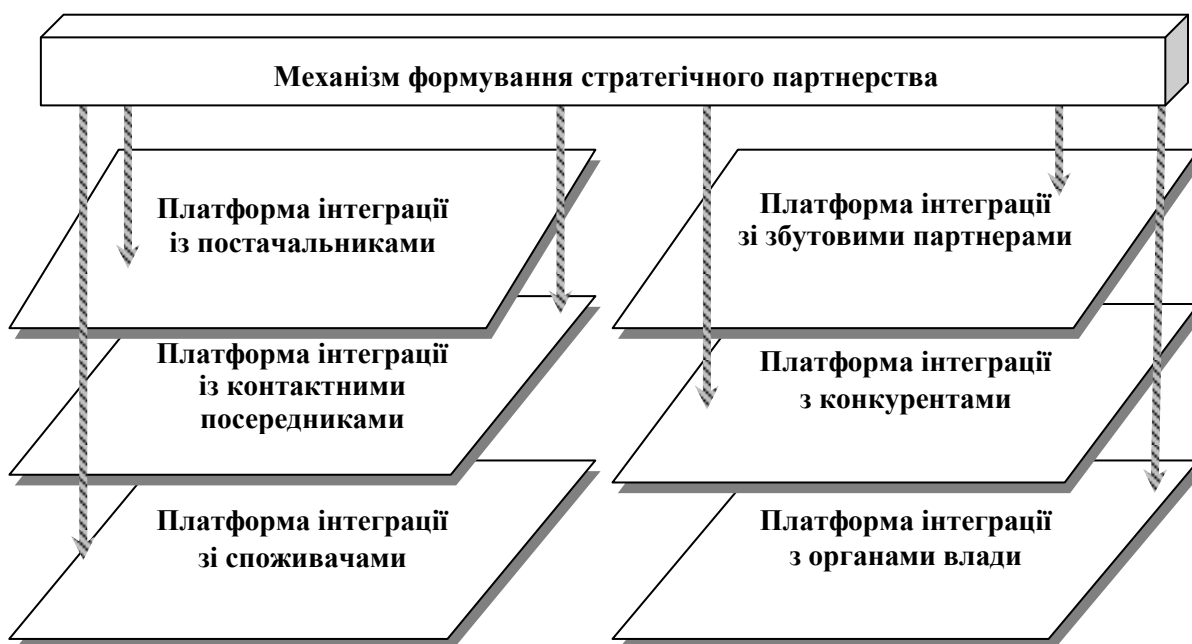 Механізм формування стратегічного партнерства
Платформа інтеграції
із постачальниками
Платформа інтеграції
зі збутовими партнерами
Платформа інтеграції
із контактними
посередниками
Платформа інтеграції
з конкурентами
Платформа інтеграції
зі споживачами
Платформа інтеграції
з органами влади